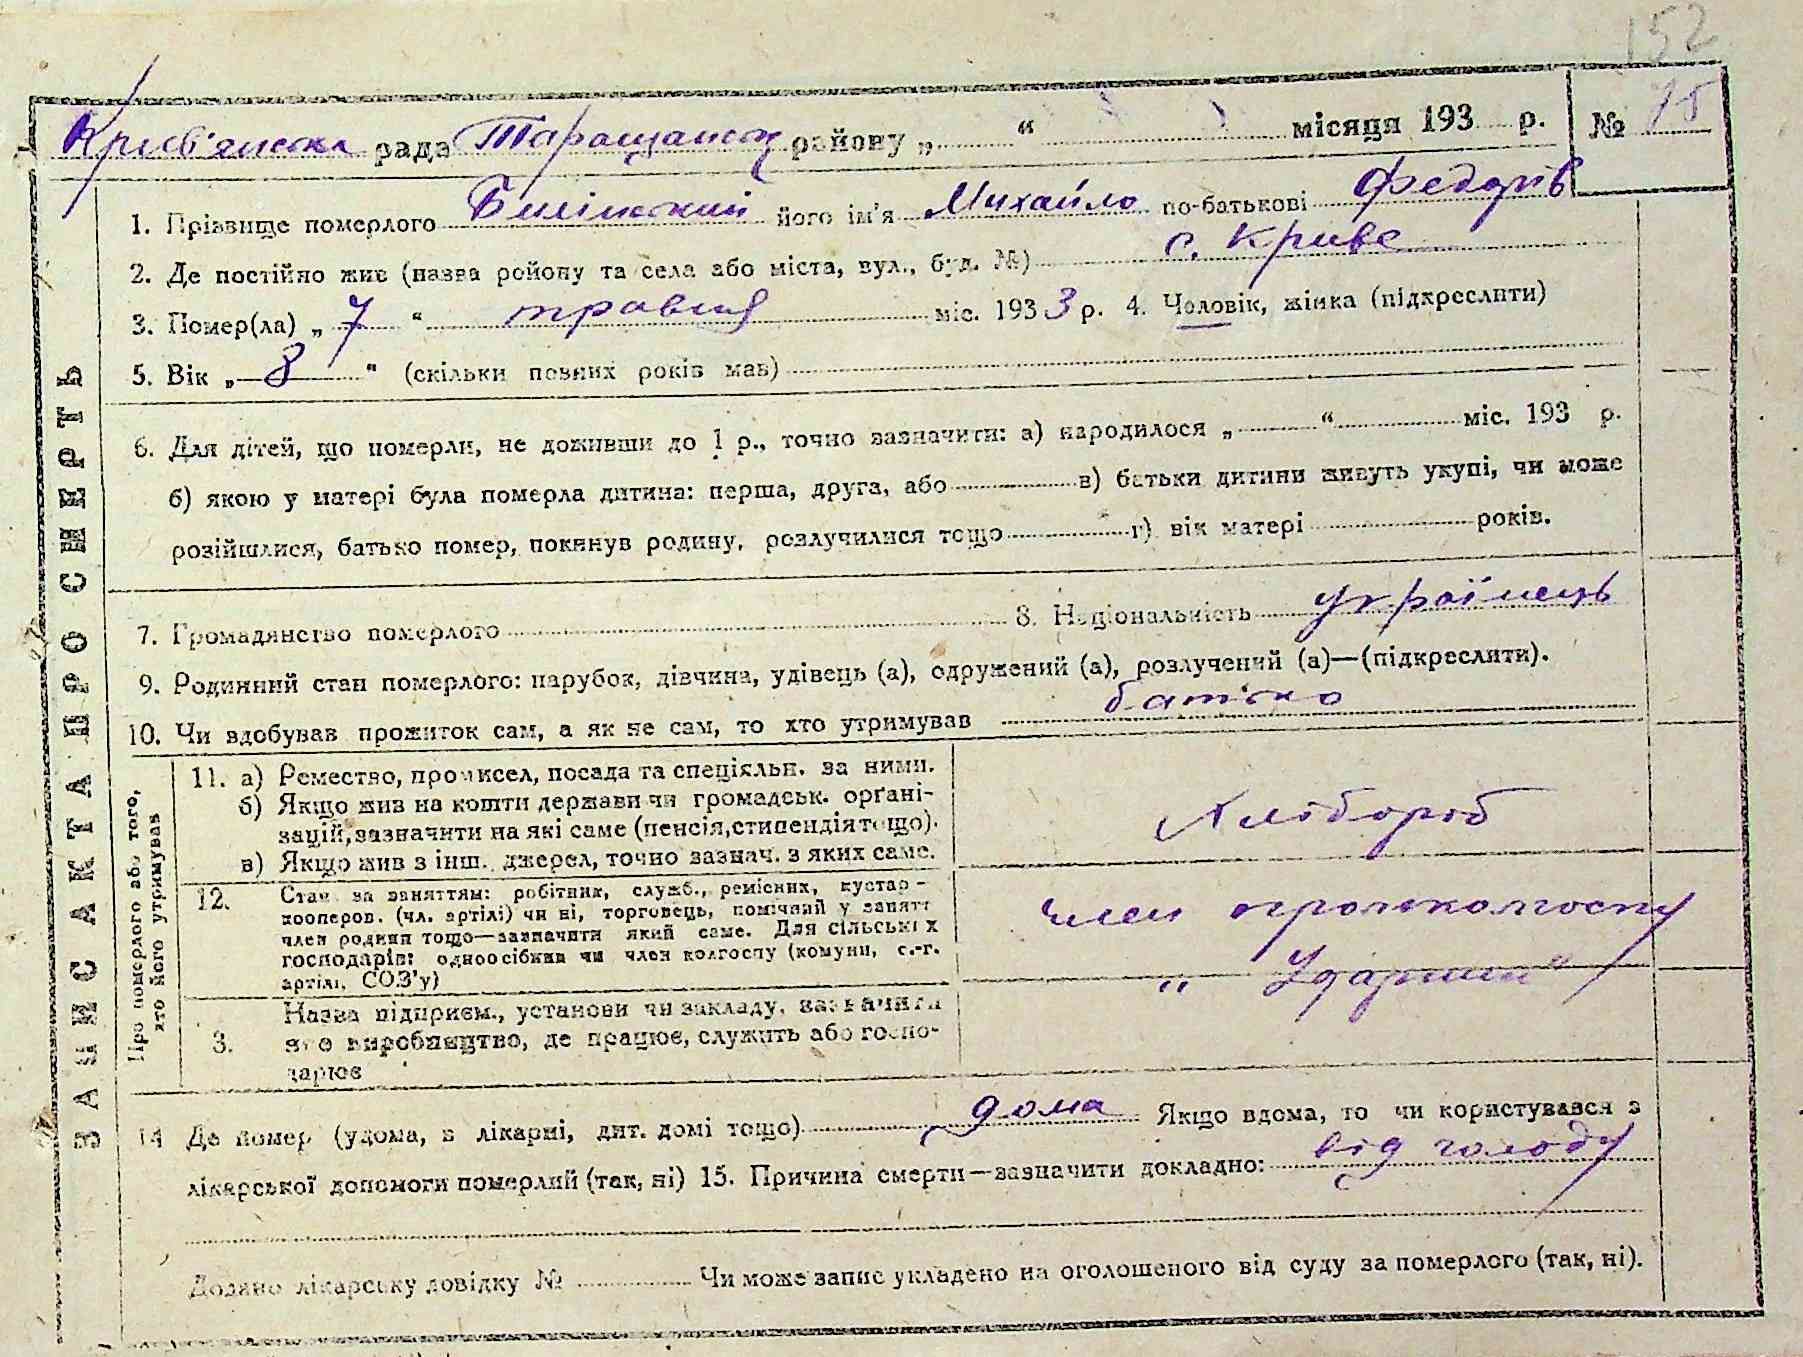 152
Крив'янська рада Таращанськ району „ “ місяця 193 р. № 75
ЗАПИС АКТА ПРО СМЕРТЬ
1. Прізвище померлого Билінский його ім'я Михайло по-батькові Федорів
2. Де постійно жив (назва району та села або міста, вул., буд. №) с. Криве
3. Помер(ла) „ 7 “ травня міс. 1933 р. 4. Чоловік, жінка (підкреслити)
5. Вік „ 8 “ (скільки повних років мав)
6. Для дітей, що померли, не доживши до 1 р., точно зазначити: а) народилося „ “ міс. 193 р.
б) якою у матері була померла дитина: перша, друга, або в) батьки дитини живуть укупі, чи може
розійшлися, батько помер, покинув родину, розлучилися тощо г) вік матері років.
7. Громадянство померлого 8. Національність українець
9. Родинний стан померлого: парубок, дівчина, удівець (а), одружений (а), розлучений (а)—(підкреслити).
10. Чи здобував прожиток сам, а як не сам, то хто утримував батько
Про померлого або того,
хто його утримував
11. а) Ремество, промисел, посада та спеціяльн. за ними.
б) Якщо жив на кошти держави чи громадськ. орґані-
зацій, зазначити на які саме (пенсія, стипендія тощо).
в) Якщо жив з інш. джерел, точно зазнач. з яких саме.
Хлібороб
12. Стан за заняттям: робітник, служб., ремісник, кустар-
кооперов. (чл. артілі) чи ні, торговець, помічний у занятт
член родини тощо—зазначити який саме. Для сільських
господарів: одноосібник чи член колгоспу (комуни, с.-г.
артілі, СОЗ'у)
член
„ Ударник “
3. Назва підприєм., установи чи закладу, зазначити
його виробництво, де працює, служить або госпо-
дарює
14 Де помер (удома, в лікарні, дит. домі тощо) дома Якщо вдома, то чи користувався з
лікарської допомоги померлий (так, ні) 15. Причина смерти—зазначити докладно: від голоду
Додано лікарську довідку № Чи може запис укладено на оголошеного від суду за померлого (так, ні).